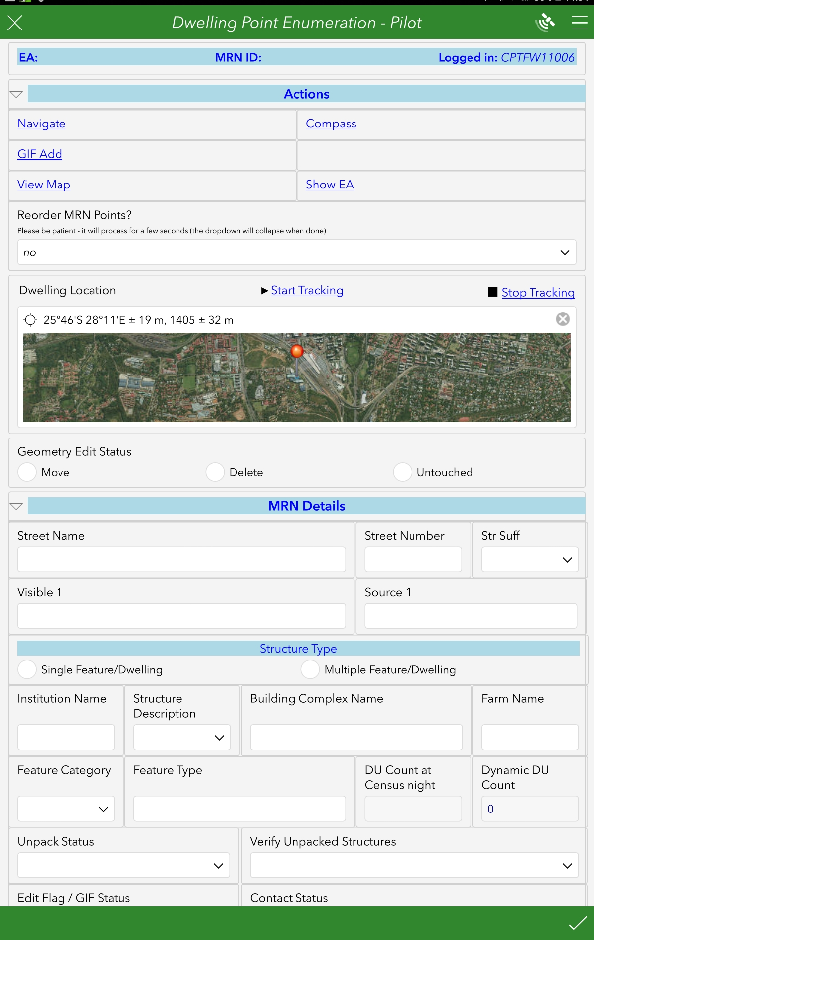 Dwelling Point Enumeration - Pilot
EA: MRN ID: Logged in: CPTFW11006
Actions
Navigate Compass
GIF Add
View Map Show EA
Reorder MRN Points?
Please be patient - it will process for a few seconds (the dropdown will collapse when done)
no
Dwelling Location ►Start Tracking ■ Stop Tracking
25°46'S 28°11'E ± 19 m, 1405 ± 32 m
Geometry Edit Status
Move Delete Untouched
MRN Details
Street Name Street Number Str Suff
Visible 1 Source 1
Structure Type
Single Feature/Dwelling Multiple Feature/Dwelling
Institution Name Structure Building Complex Name Farm Name
Description
Feature Category Feature Type DU Count at Dynamic DU
Census night Count
0
Unpack Status Verify Unpacked Structures
Edit Flag / GIF Status Contact Status